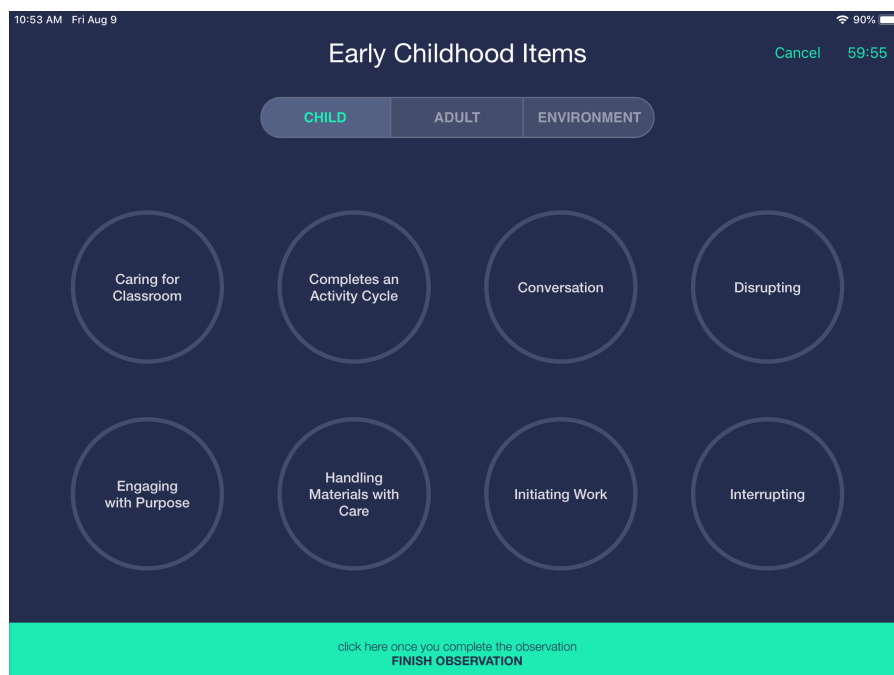 10:53 AM Fri Aug 9
90%
Early Childhood Items
Cancel
59:55
CHILD
ADULT
ENVIRONMENT
Caring for
Classroom
Completes an
Activity Cycle
Conversation
Disrupting
Engaging
with Purpose
Handling
Materials with
Care
Initiating Work
Interrupting
click here once you complete the observation
FINISH OBSERVATION